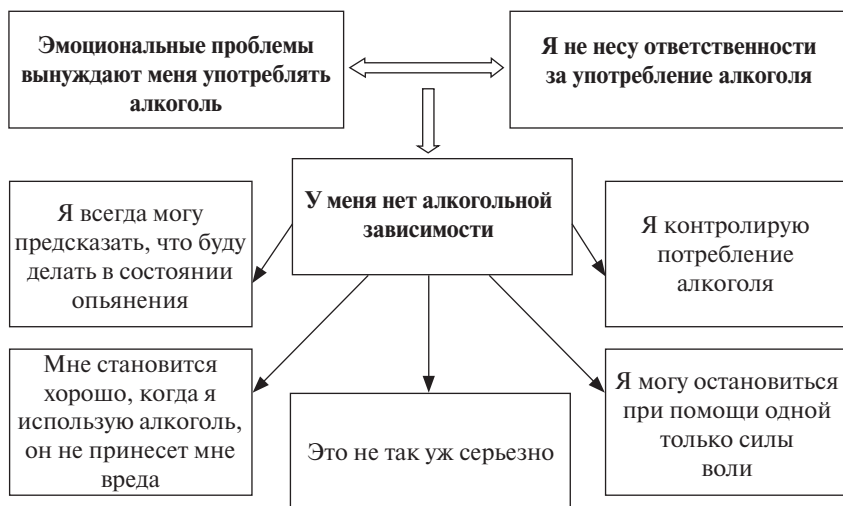 Эмоциональные проблемы
вынуждают меня употреблять
алкоголь
Я не несу ответственности
за употребление алкоголя
У меня нет алкогольной
зависимости
Я всегда могу
предсказать, что буду
делать в состоянии
опьянения
Я контролирую
потребление
алкоголя
Мне становится
хорошо, когда я
использую алкоголь,
он не принесет мне
вреда
Это не так уж серьезно
Я могу остановиться
при помощи одной
только силы
воли